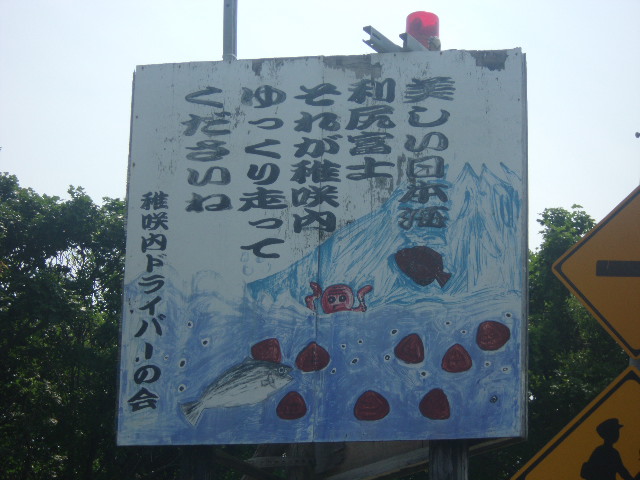 美しい日本海
利尻富士
それが稚咲内
ゆっくり走って
くださいね
稚咲内ドライバーの会